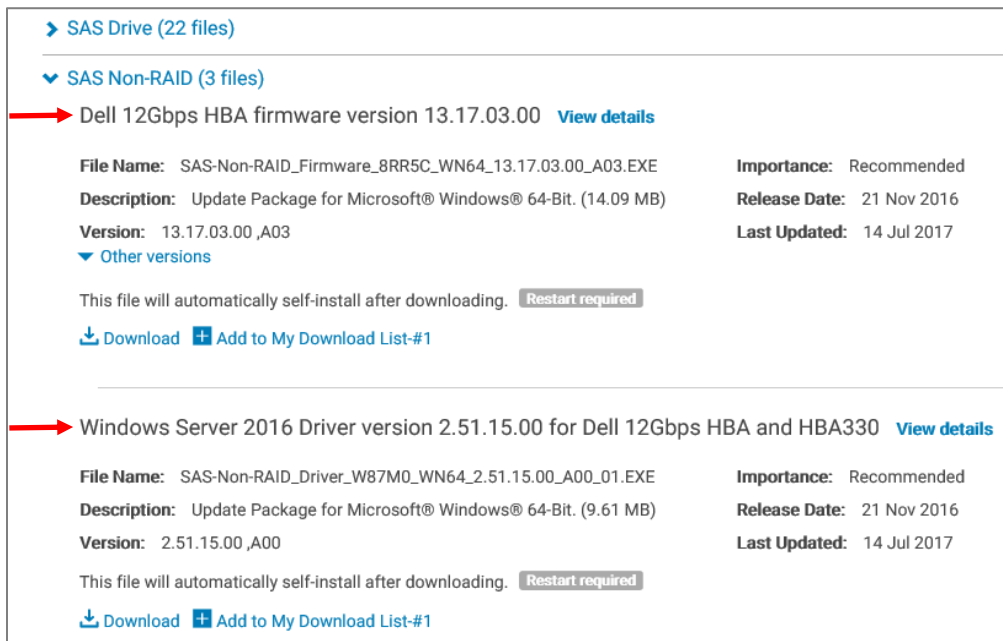 SAS Drive (22 files)
SAS Non-RAID (3 files)
Dell 12Gbps HBA firmware version 13.17.03.00 View details
File Name: SAS-Non-RAID_Firmware_8RR5C_WN64_13.17.03.00_A03.EXE Importance: Recommended
Description: Update Package for Microsoft® Windows® 64-Bit. (14.09 MB) Release Date: 21 Nov 2016
Version: 13.17.03.00 ,A03 Last Updated: 14 Jul 2017
Other versions
This file will automatically self-install after downloading. Restart required
Download Add to My Download List-#1
Windows Server 2016 Driver version 2.51.15.00 for Dell 12Gbps HBA and HBA330 View details
File Name: SAS-Non-RAID_Driver_W87M0_WN64_2.51.15.00_A00_01.EXE Importance: Recommended
Description: Update Package for Microsoft® Windows® 64-Bit. (9.61 MB) Release Date: 21 Nov 2016
Version: 2.51.15.00 ,A00 Last Updated: 14 Jul 2017
This file will automatically self-install after downloading. Restart required
Download Add to My Download List-#1